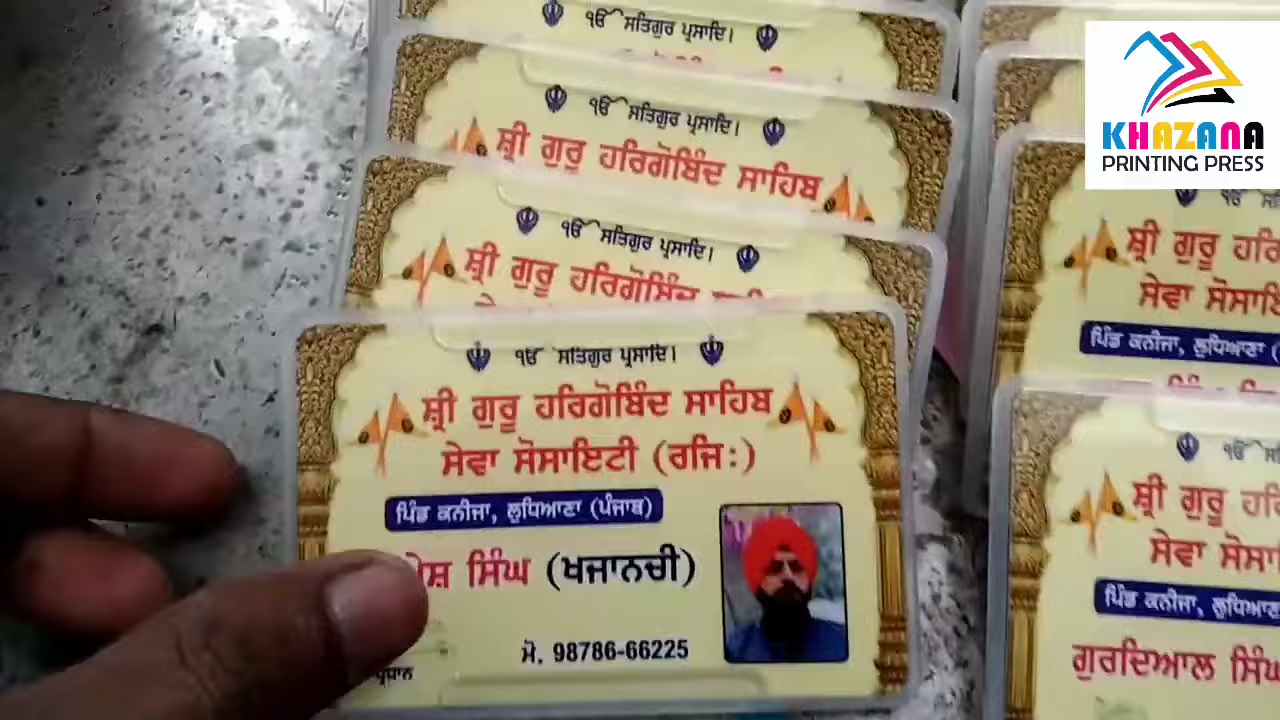 ੴ ਸਤਿਗੁਰ ਪ੍ਰਸਾਦਿ।
ੴ ਸਤਿਗੁਰ ਪ੍ਰਸਾਦਿ।
ਸ਼੍ਰੀ ਗੁਰੂ ਹਰਿਗੋਬਿੰਦ ਸਾਹਿਬ
ੴ ਸਤਿਗੁਰ ਪ੍ਰਸਾਦਿ।
ਸ਼੍ਰੀ ਗੁਰੂ ਹਰਿਗੋਬਿੰਦ ਸਾਹਿਬ
ੴ ਸਤਿਗੁਰ ਪ੍ਰਸਾਦਿ।
ਸ਼੍ਰੀ ਗੁਰੂ ਹਰਿਗੋਬਿੰਦ ਸਾਹਿਬ
ਸੇਵਾ ਸੋਸਾਇਟੀ (ਰਜਿ:)
ਪਿੰਡ ਕਨੀਜਾ, ਲੁਧਿਆਣਾ (ਪੰਜਾਬ)
ਸਿੰਘ (ਖਜਾਨਚੀ)
ਮੋ. 98786-66225
ਪ੍ਰਧਾਨ
KHAZANA
PRINTING PRESS
ੴ
ਸ਼੍ਰੀ ਗੁਰੂ
ਸੇਵਾ
ਪਿੰਡ ਕਨੀਜਾ, ਲੁਧਿਆਣਾ (
ੴ
ਸ਼੍ਰੀ ਗੁਰੂ
ਸੇਵਾ
ਪਿੰਡ ਕਨੀਜਾ,
ਗੁਰਦਿਆਲ